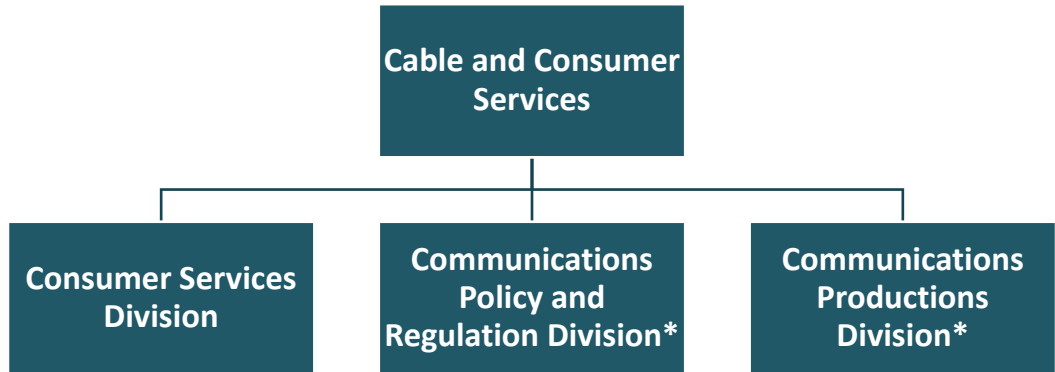 Cable and Consumer
Services
Consumer Services
Division
Communications
Policy and
Regulation Division*
Communications
Productions
Division*